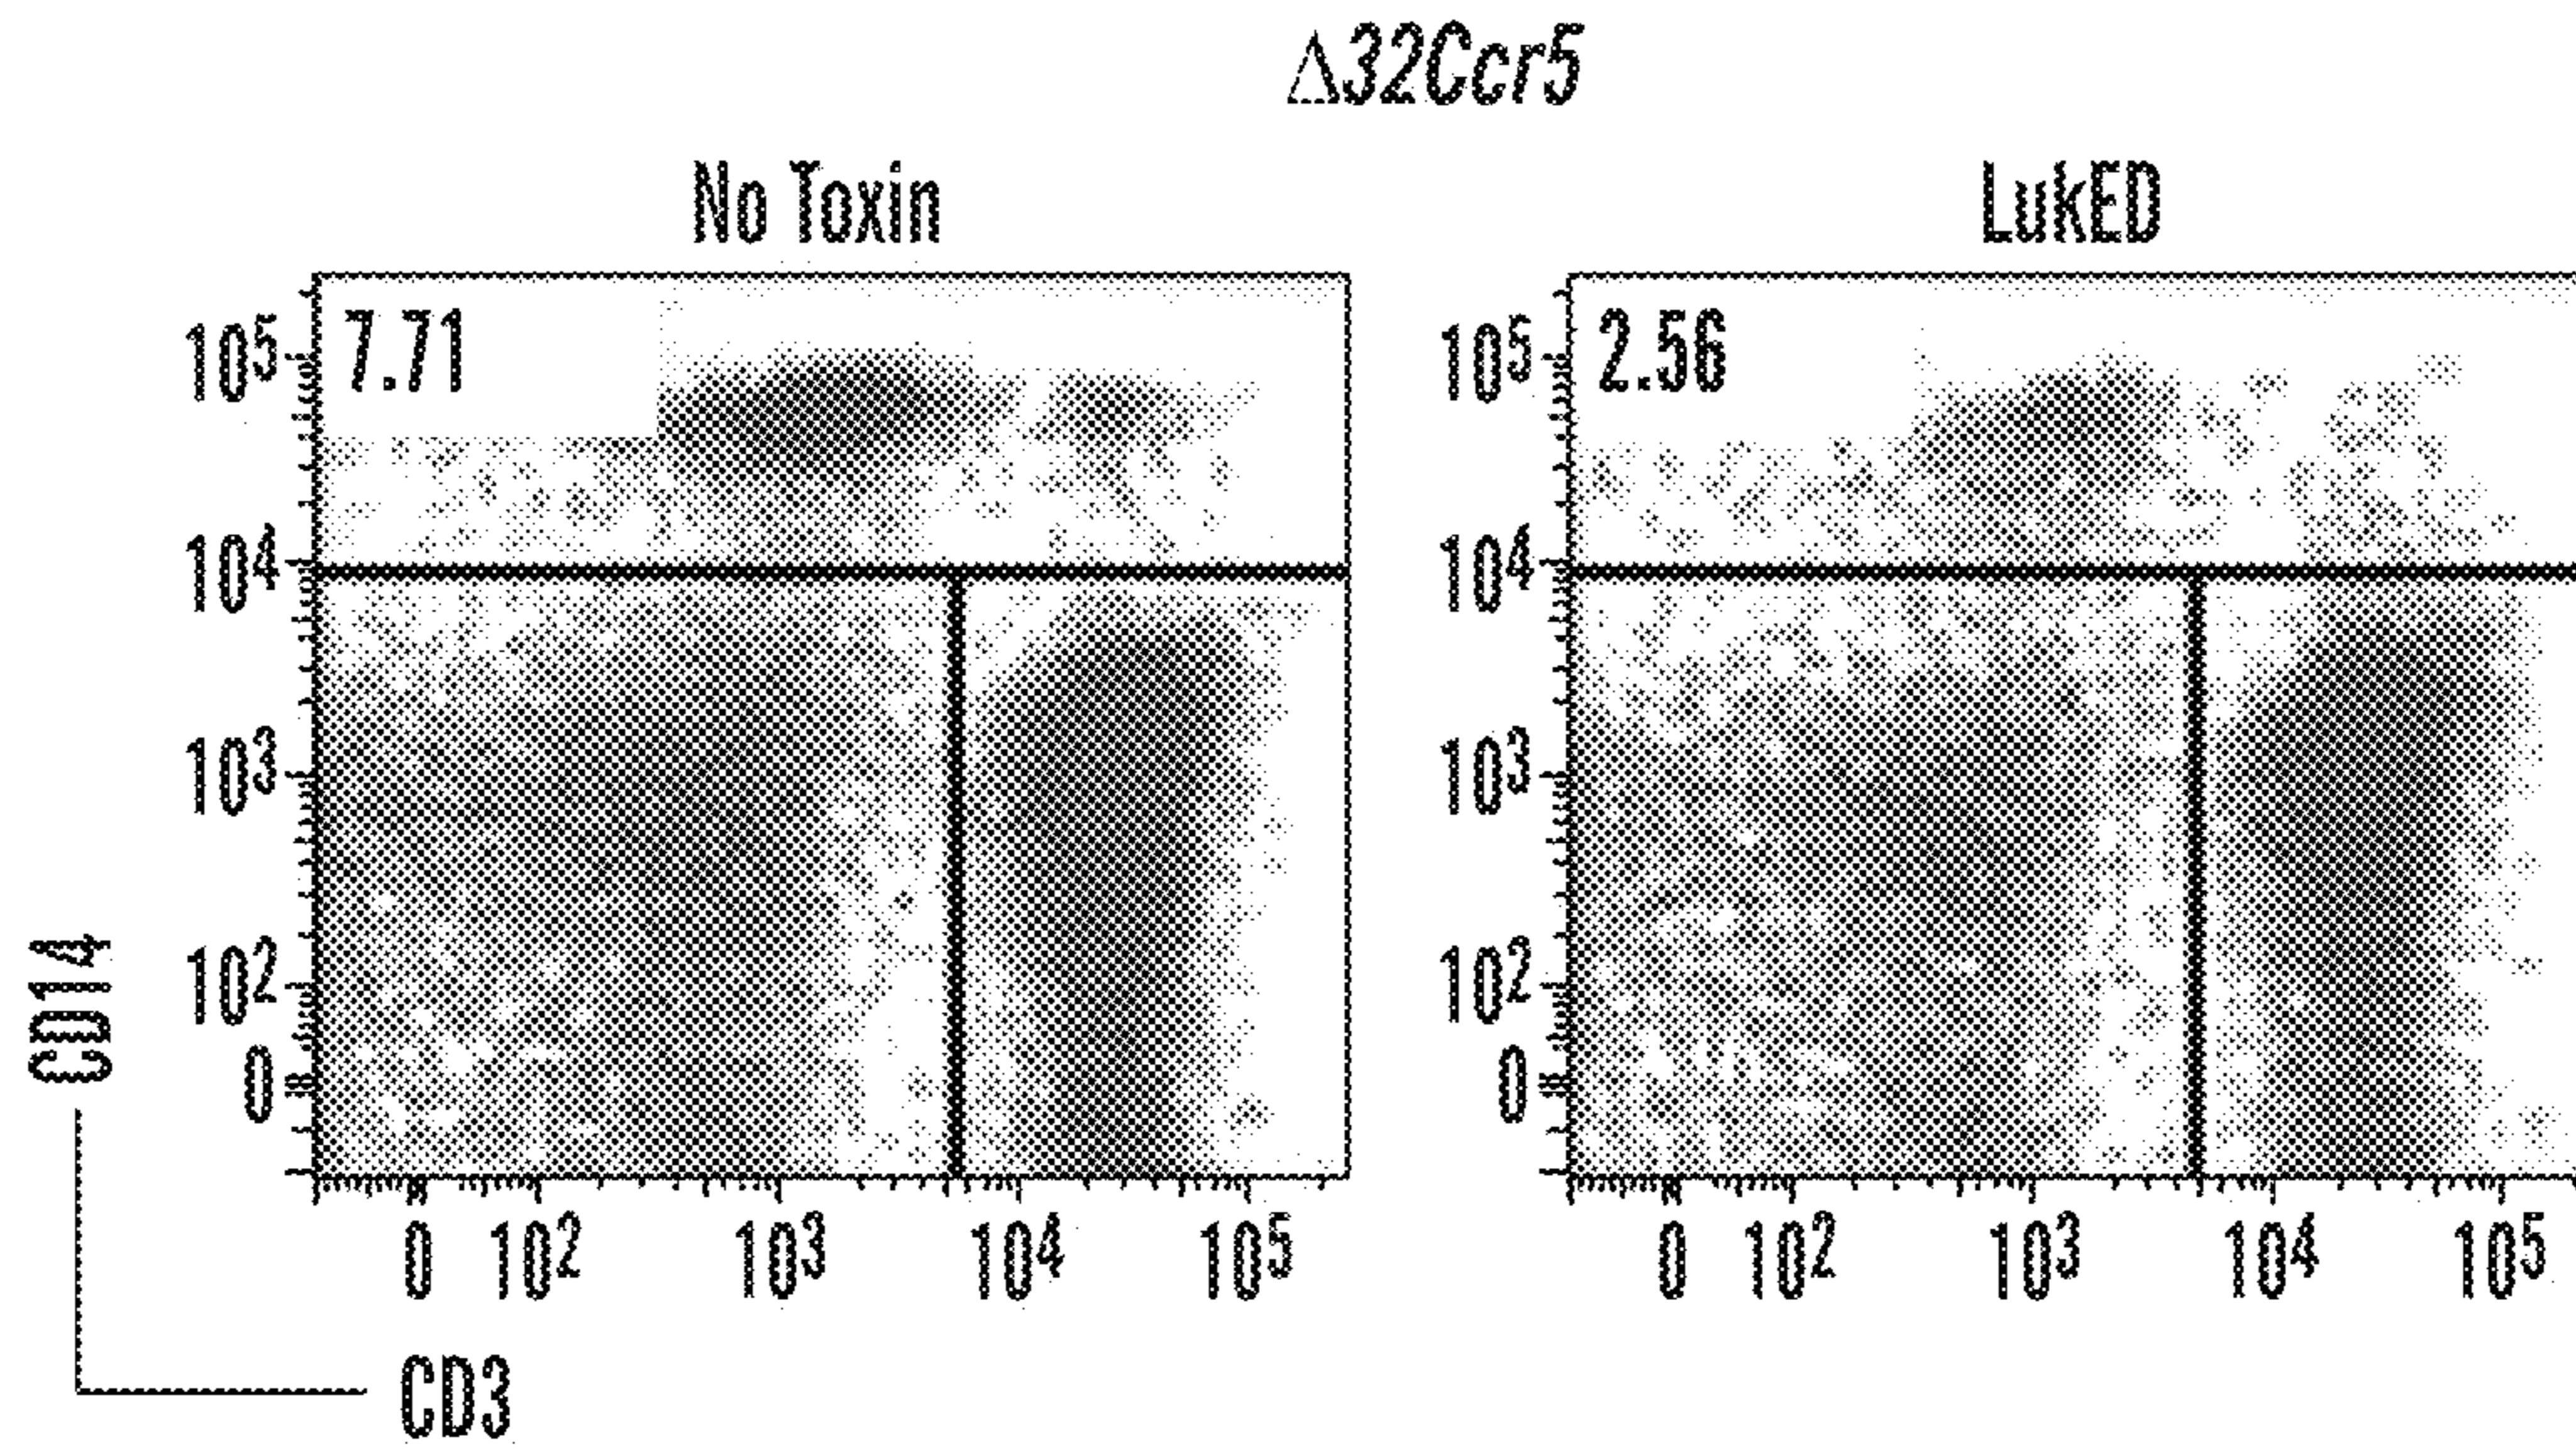 Δ32Ccr5
No Toxin
LukED
7.71
2.56
10⁵
10⁴
10³
10²
0
10⁵
10⁴
10³
10²
0
CD14
0 10² 10³ 10⁴ 10⁵
0 10² 10³ 10⁴ 10⁵
CD3